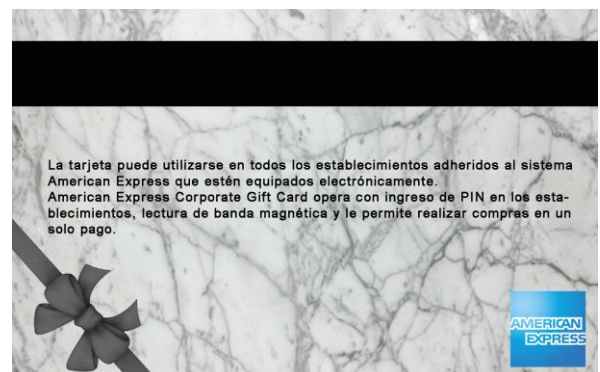 La tarjeta puede utilizarse en todos los establecimientos adheridos al sistema
American Express que estén equipados electrónicamente.
American Express Corporate Gift Card opera con ingreso de PIN en los esta-
blecimientos, lectura de banda magnética y le permite realizar compras en un
solo pago.
AMERICAN
EXPRESS